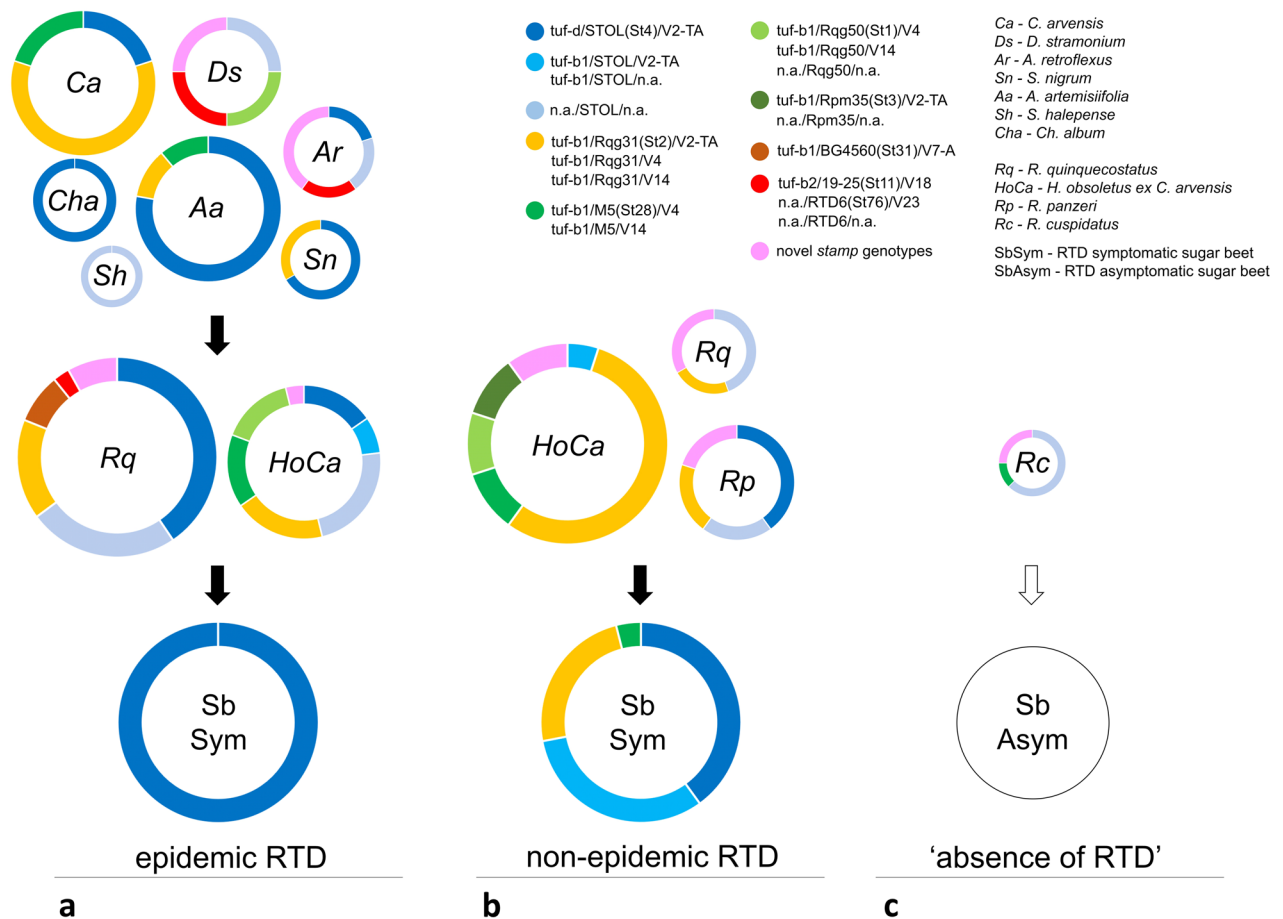 Ca
Ds
Ar
Cha
Aa
Sn
Sh
tuf-d/STOL(St4)/V2-TA
tuf-b1/STOL/V2-TA
tuf-b1/STOL/n.a.
n.a./STOL/n.a.
tuf-b1/Rqg31(St2)/V2-TA
tuf-b1/Rqg31/V4
tuf-b1/Rqg31/V14
tuf-b1/M5(St28)/V4
tuf-b1/M5/V14
tuf-b1/Rqg50(St1)/V4
tuf-b1/Rqg50/V14
n.a./Rqg50/n.a.
tuf-b1/Rpm35(St3)/V2-TA
n.a./Rpm35/n.a.
tuf-b1/BG4560(St31)/V7-A
tuf-b2/19-25(St11)/V18
n.a./RTD6(St76)/V23
n.a./RTD6/n.a.
novel stamp genotypes
Ca - C. arvensis
Ds - D. stramonium
Ar - A. retroflexus
Sn - S. nigrum
Aa - A. artemisiifolia
Sh - S. halepense
Cha - Ch. album
Rq - R. quinquecostatus
HoCa - H. obsoletus ex C. arvensis
Rp - R. panzeri
Rc - R. cuspidatus
SbSym - RTD symptomatic sugar beet
SbAsym - RTD asymptomatic sugar beet
Rq
HoCa
HoCa
Rq
Rp
Rc
Sb
Sym
Sb
Sym
Sb
Asym
epidemic RTD
non-epidemic RTD
‘absence of RTD’
a
b
c